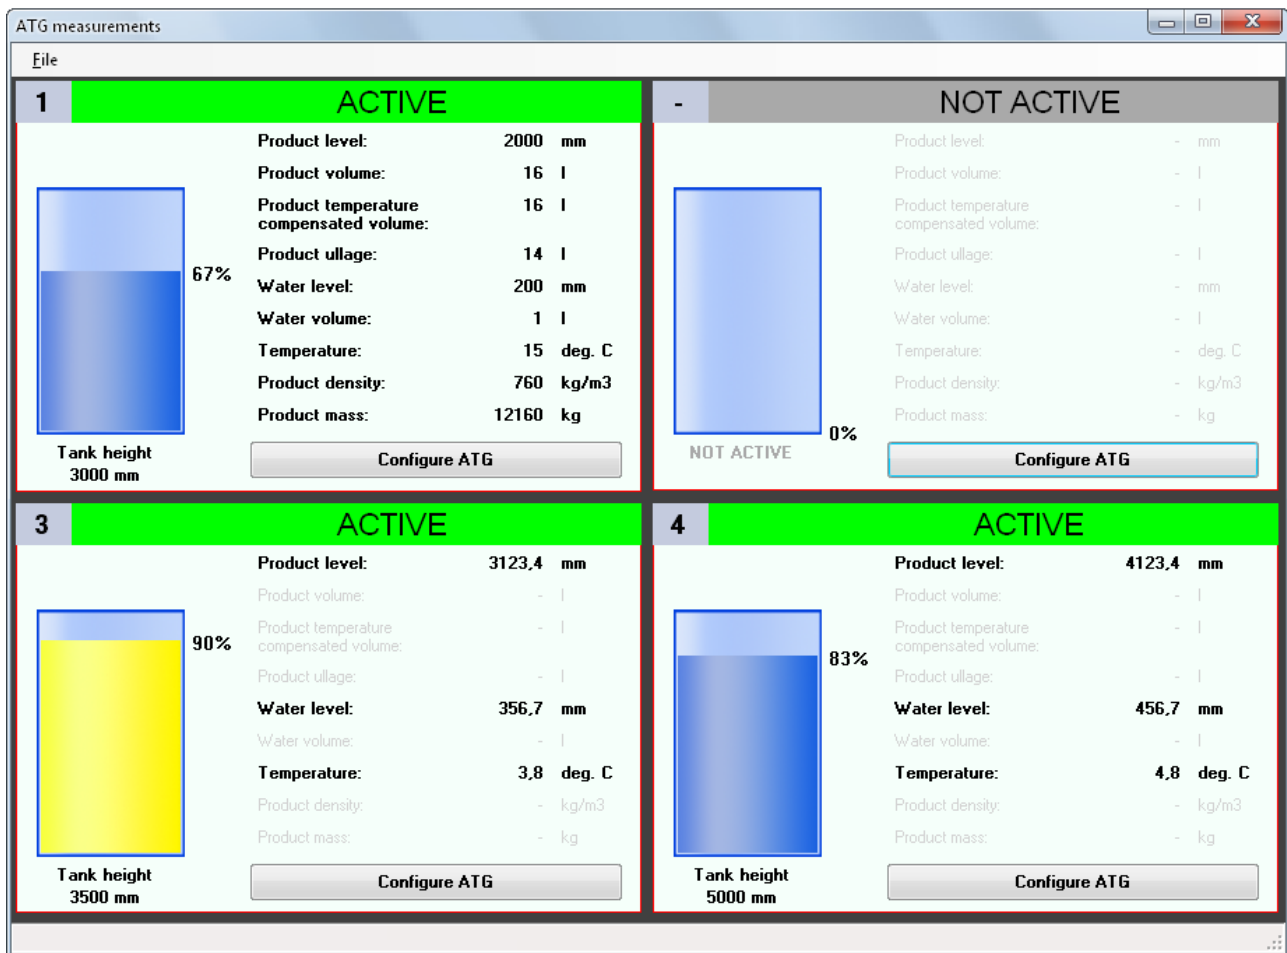 ATG measurements
File
1 ACTIVE
Product level: 2000 mm
Product volume: 16 l
Product temperature 16 l
compensated volume:
Product ullage: 14 l
67%
Water level: 200 mm
Water volume: 1 l
Temperature: 15 deg. C
Product density: 760 kg/m3
Product mass: 12160 kg
Tank height
3000 mm
Configure ATG
- NOT ACTIVE
Product level: - mm
Product volume: - l
Product temperature - l
compensated volume:
Product ullage: - l
Water level: - mm
Water volume: - l
Temperature: - deg. C
Product density: - kg/m3
Product mass: - kg
0%
NOT ACTIVE
Configure ATG
3 ACTIVE
Product level: 3123,4 mm
Product volume: - l
Product temperature - l
compensated volume:
90%
Product ullage: - l
Water level: 356,7 mm
Water volume: - l
Temperature: 3,8 deg. C
Product density: - kg/m3
Product mass: - kg
Tank height
3500 mm
Configure ATG
4 ACTIVE
Product level: 4123,4 mm
Product volume: - l
Product temperature - l
compensated volume:
83%
Product ullage: - l
Water level: 456,7 mm
Water volume: - l
Temperature: 4,8 deg. C
Product density: - kg/m3
Product mass: - kg
Tank height
5000 mm
Configure ATG